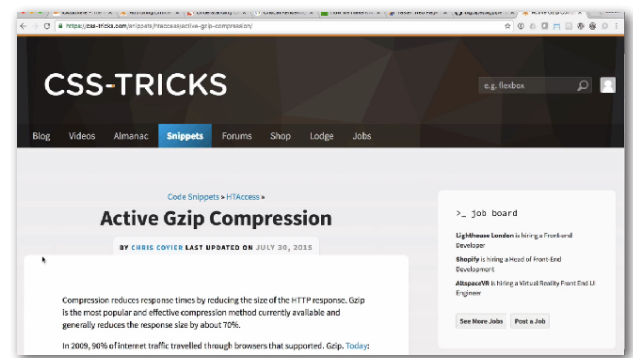 https://css-tricks.com/snippets/htaccess/active-gzip-compression/
CSS-TRICKS
e.g. flexbox
Blog Videos Almanac Snippets Forums Shop Lodge Jobs
Code Snippets » HTAccess »
Active Gzip Compression
BY CHRIS COYIER LAST UPDATED ON JULY 30, 2015
Compression reduces response times by reducing the size of the HTTP response. Gzip
is the most popular and effective compression method currently available and
generally reduces the response size by about 70%.
In 2009, 90% of internet traffic travelled through browsers that supported. Gzip. Today:
>_ job board
Lighthouse London is hiring a Front-end
Developer
Shopify is hiring a Head of Front-End
Development
AltspaceVR is hiring a Virtual Reality Front End UI
Engineer
See More Jobs Post a Job